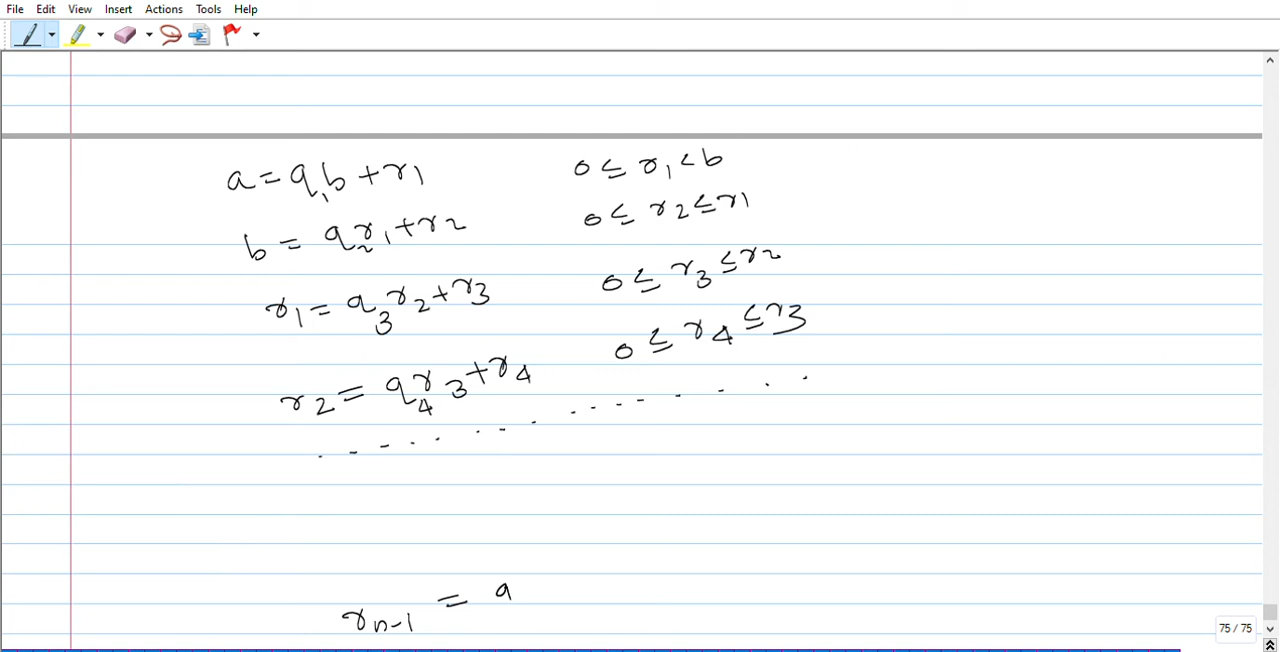 File Edit View Insert Actions Tools Help
a = q₁b + r₁ 0 ≤ r₁ < b
b = q₂r₁ + r₂ 0 ≤ r₂ ≤ r₁
r₁ = q₃r₂ + r₃ 0 ≤ r₃ ≤ r₂
r₂ = q₄r₃ + r₄ 0 ≤ r₄ ≤ r₃
rₙ₋₁ = q
75 / 75